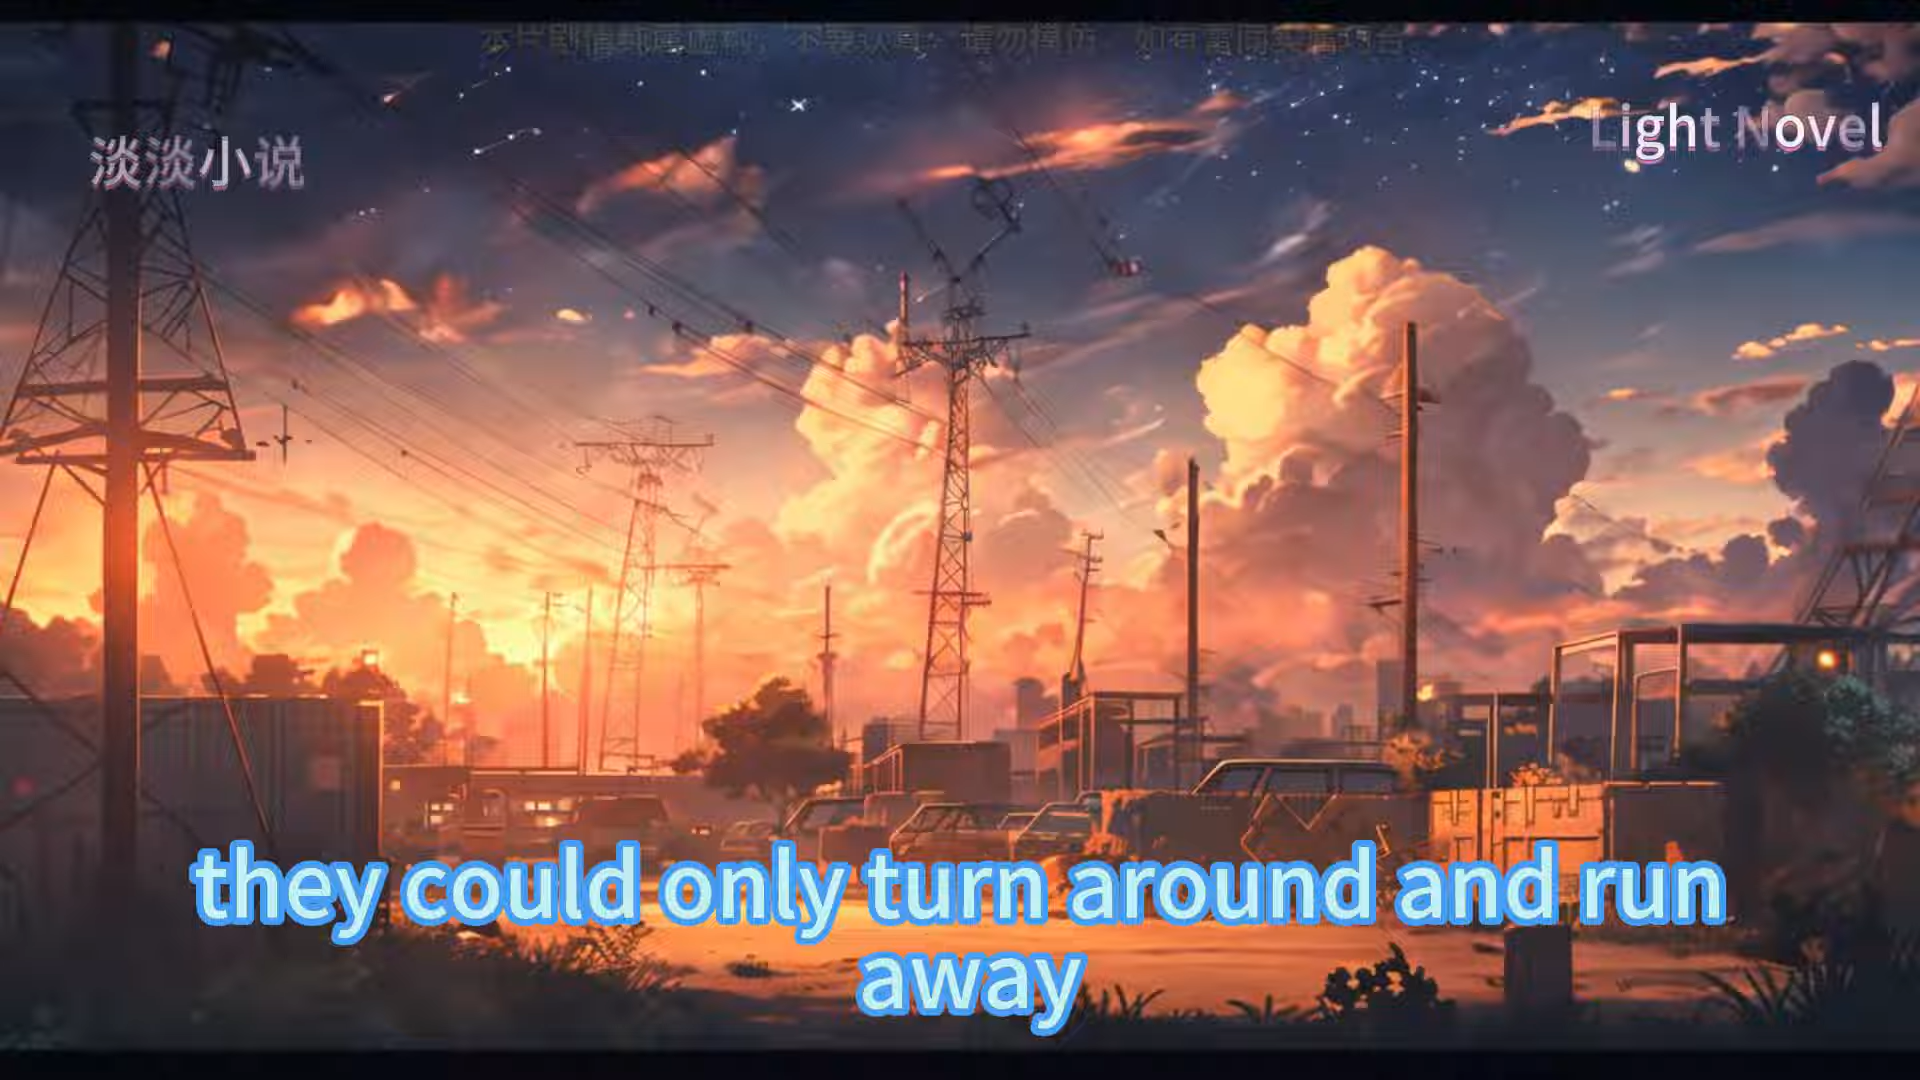 Light Novel
淡淡小说
they could only turn around and run
away